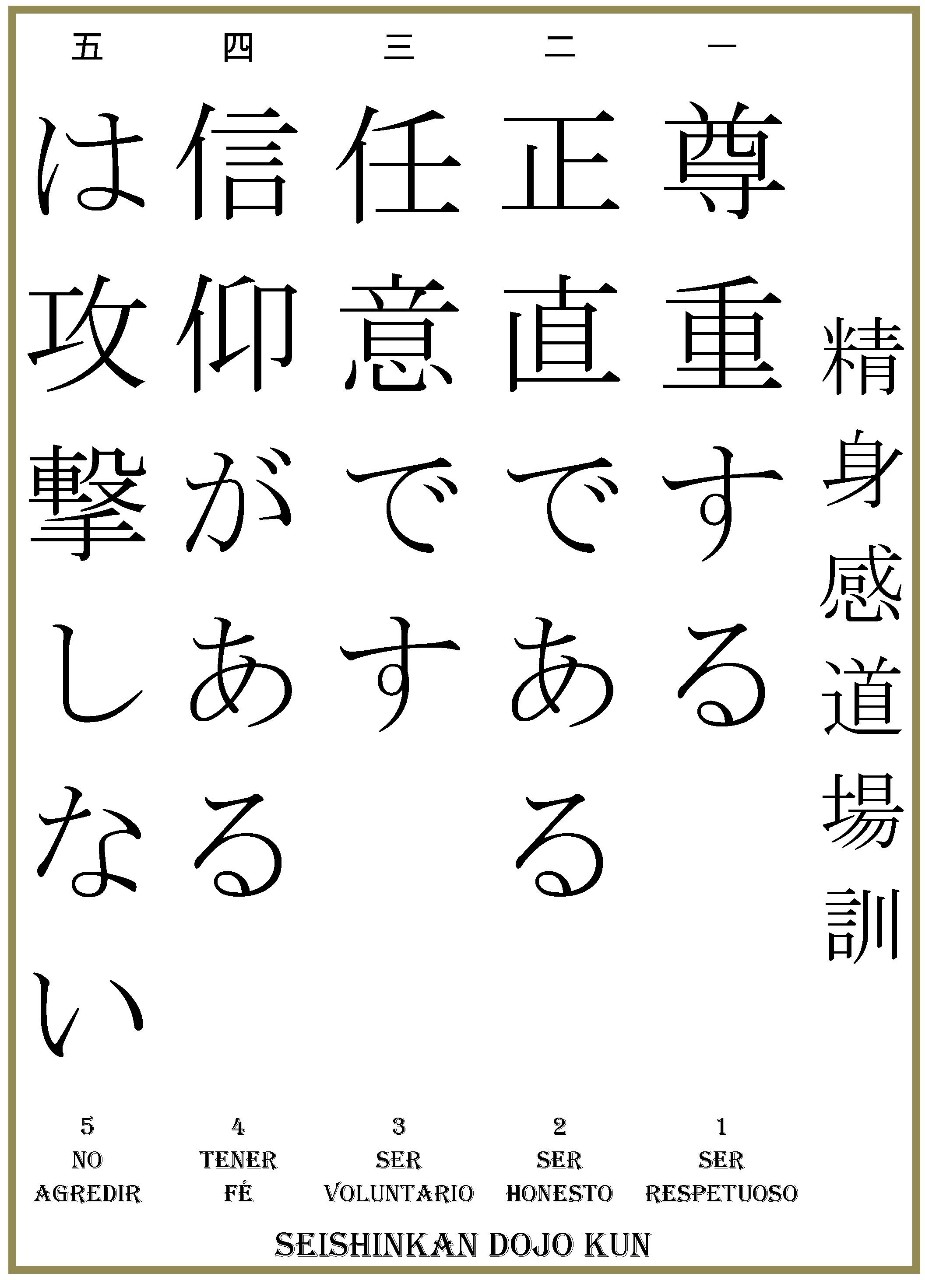 精身感道場訓
一
尊重する
二
正直である
三
任意です
四
信仰がある
五
は攻撃しない
1
SER
RESPETUOSO
2
SER
HONESTO
3
SER
VOLUNTARIO
4
TENER
FÉ
5
NO
AGREDIR
SEISHINKAN DOJO KUN